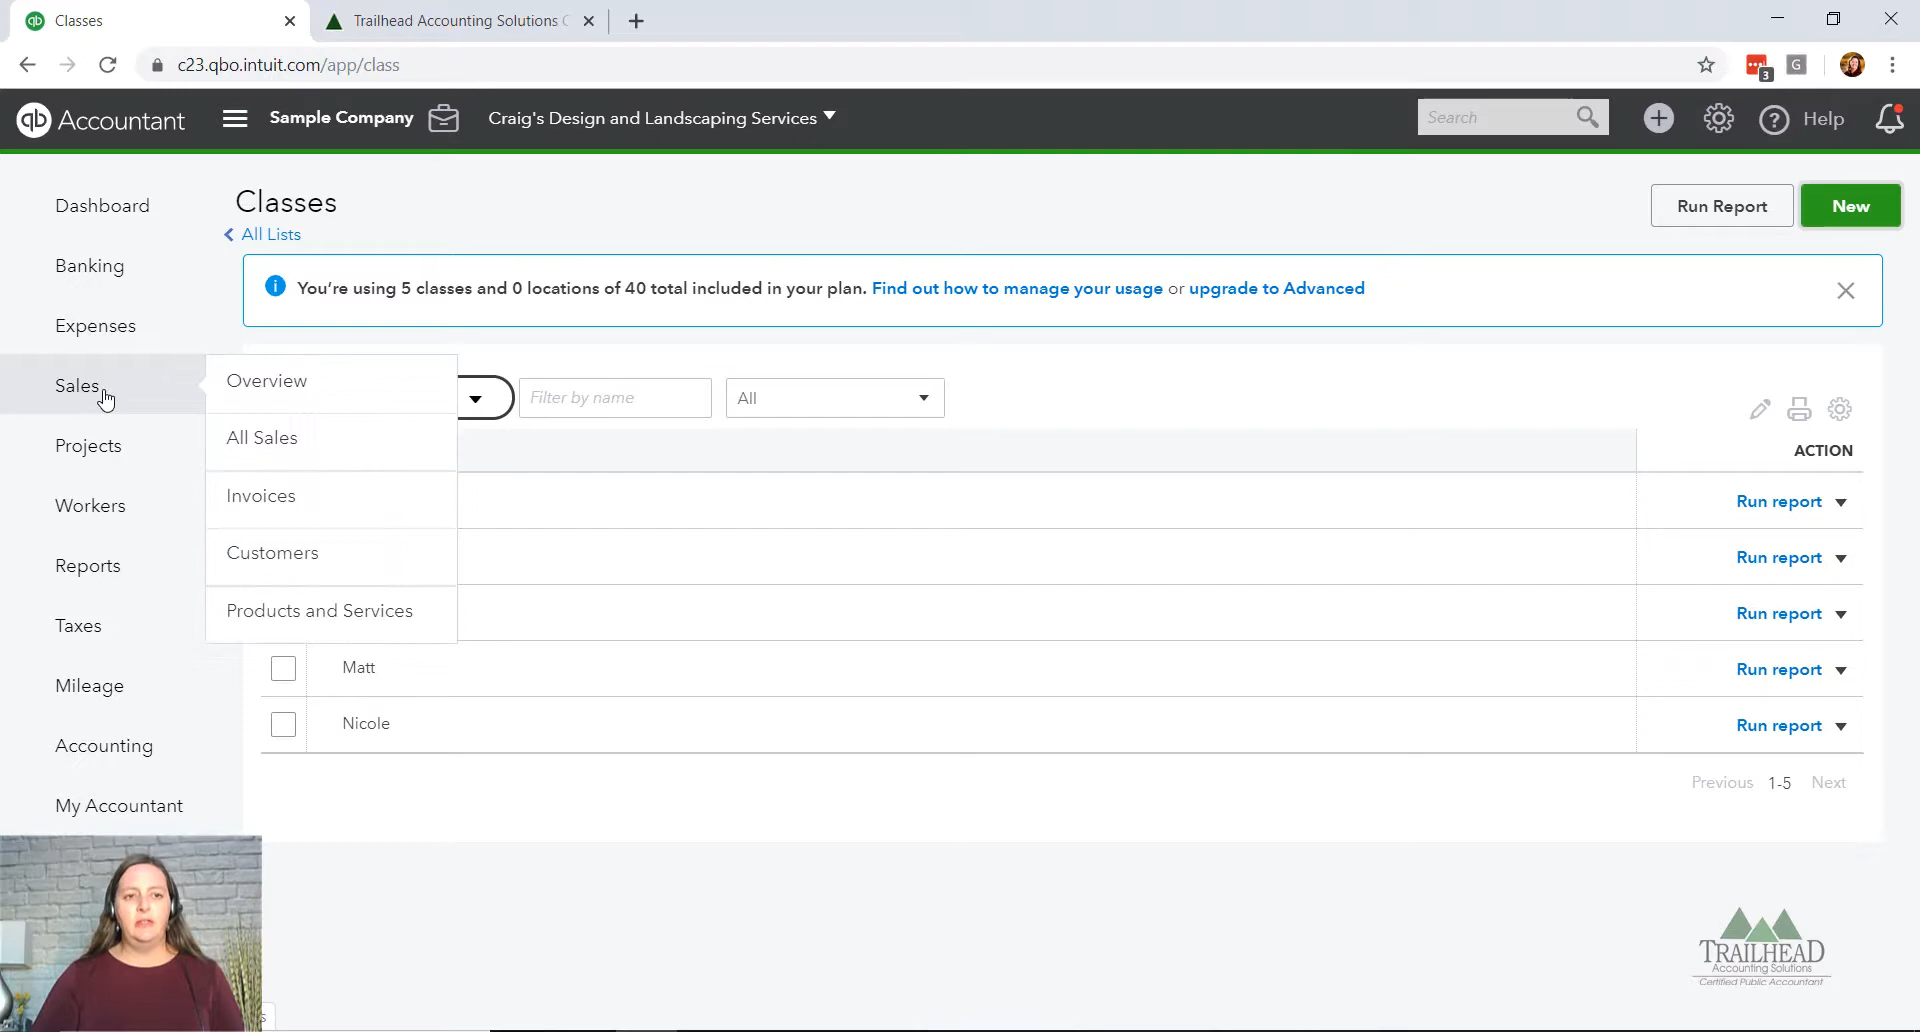 Classes
Trailhead Accounting Solutions
c23.qbo.intuit.com/app/class
3
G
qb Accountant
Sample Company
Craig's Design and Landscaping Services
Search
Help
Dashboard
Banking
Expenses
Sales
Projects
Workers
Reports
Taxes
Mileage
Accounting
My Accountant
Classes
All Lists
Run Report
New
You're using 5 classes and 0 locations of 40 total included in your plan. Find out how to manage your usage or upgrade to Advanced
Overview
All Sales
Invoices
Customers
Products and Services
Filter by name
All
ACTION
Run report
Run report
Run report
Matt
Run report
Nicole
Run report
Previous 1-5 Next
TRAILHEAD
Accounting Solutions
Certified Public Accountant